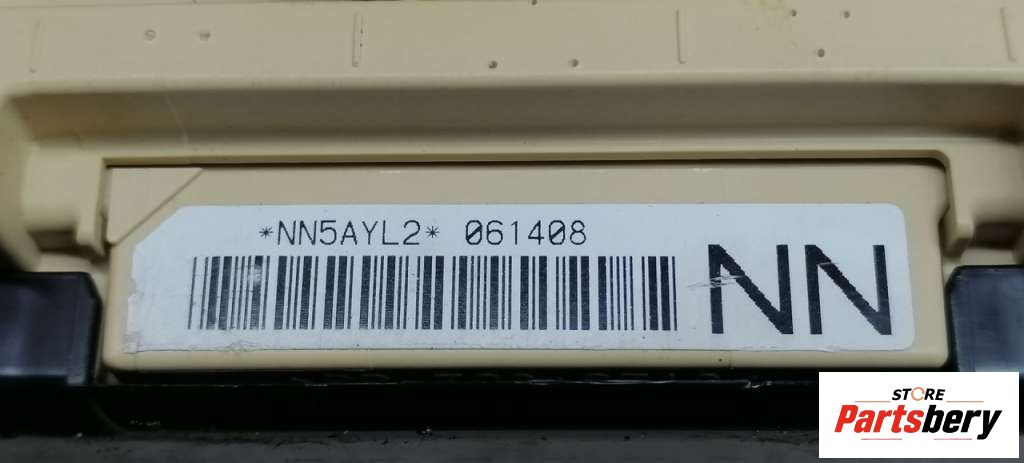 *NN5AYL2* 061408
NN
STORE
Partsbery